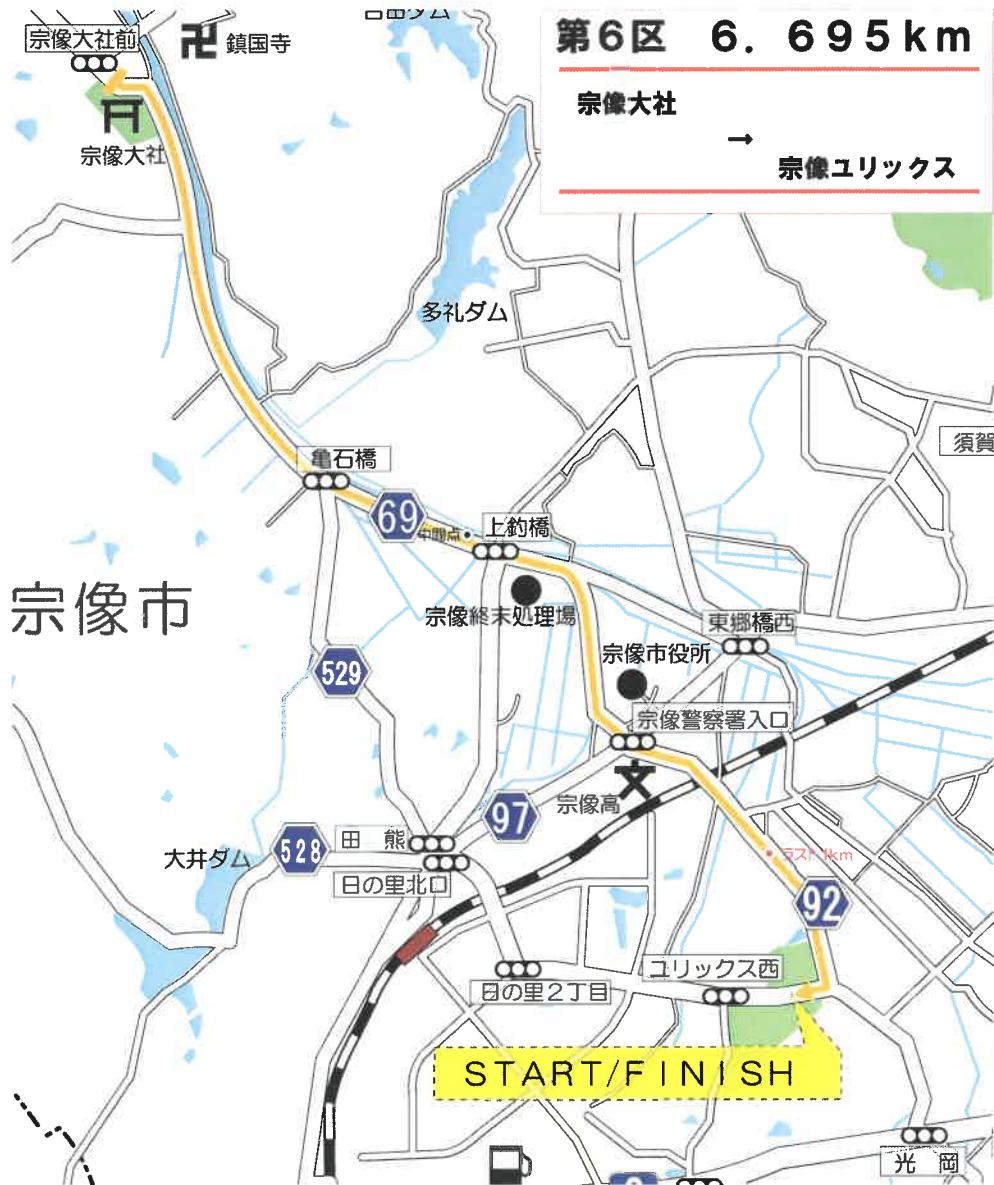 第6区 6.695km
宗像大社
→
宗像ユリックス
宗像大社前
鎮国寺
宗像大社
多礼ダム
須賀
亀石橋
69
中間点
上釣橋
宗像市
宗像終末処理場
東郷橋西
宗像市役所
529
宗像警察署入口
宗像高
97
田 熊
528
大井ダム
日の里北口
ラスト1km
92
ユリックス西
日の里2丁目
START/FINISH
光 岡